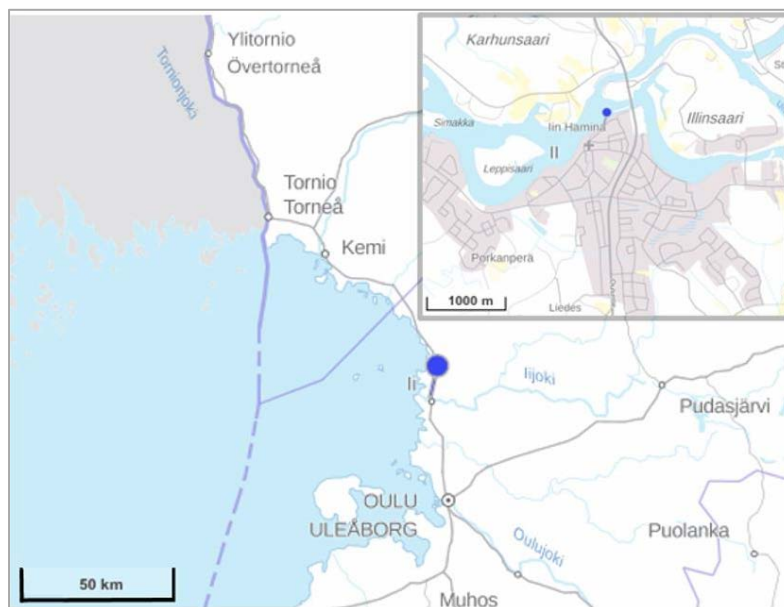 Ylitornio
Övertorneå
Tornionjoki
Tornio
Torneå
Kemi
Ii
Iijoki
Pudasjärvi
OULU
ULEÅBORG
Oulujoki
Puolanka
Muhos
50 km
Karhunsaari
Simakka
Iin Hamina
II
Illinsaari
Leppisaari
Porkanperä
Liedes
1000 m